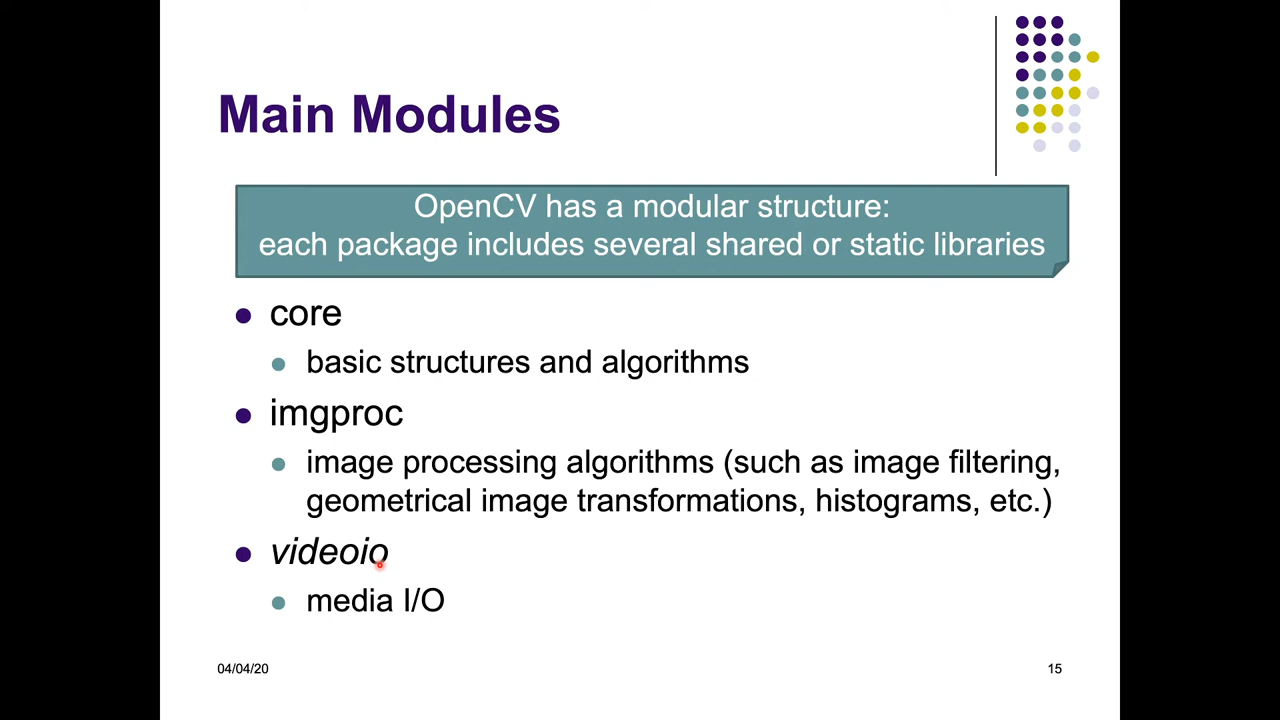 Main Modules
OpenCV has a modular structure:
each package includes several shared or static libraries
core
basic structures and algorithms
imgproc
image processing algorithms (such as image filtering,
geometrical image transformations, histograms, etc.)
videoio
media I/O
04/04/20
15